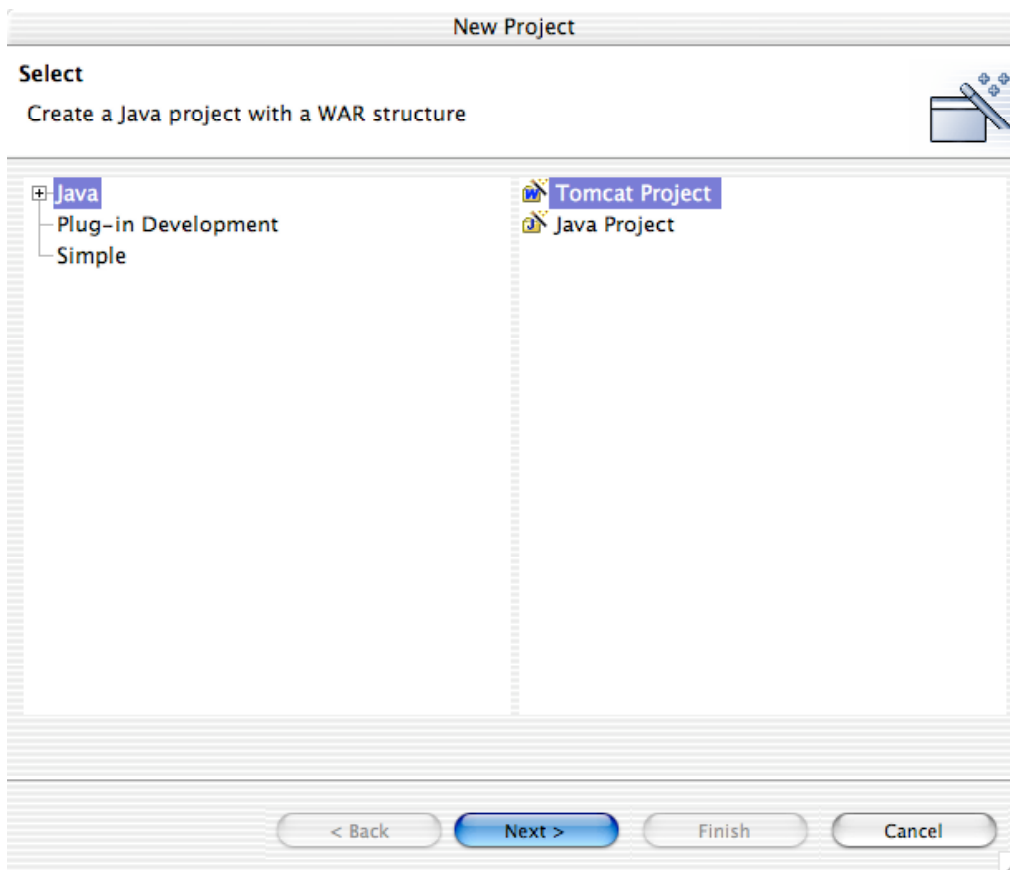 New Project
Select
Create a Java project with a WAR structure
Java
Plug-in Development
Simple
W Tomcat Project
J Java Project
< Back Next > Finish Cancel